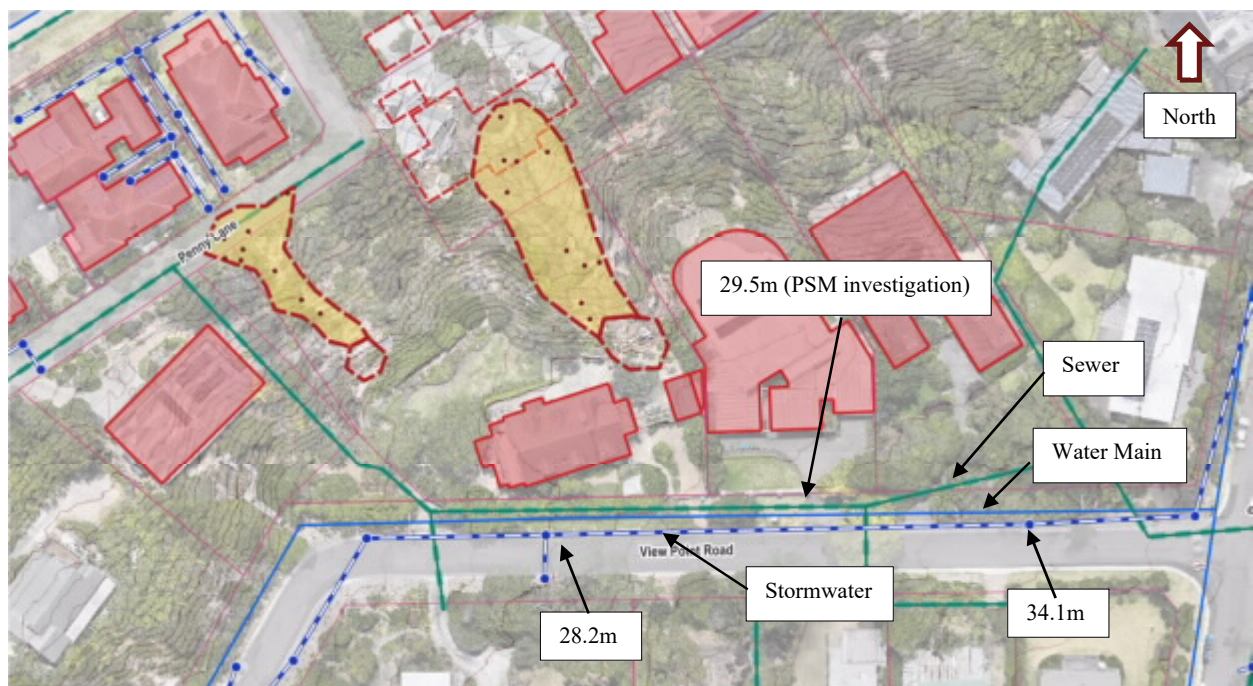 North
Penny Lane
29.5m (PSM investigation)
Sewer
Water Main
View Point Road
Stormwater
28.2m
34.1m